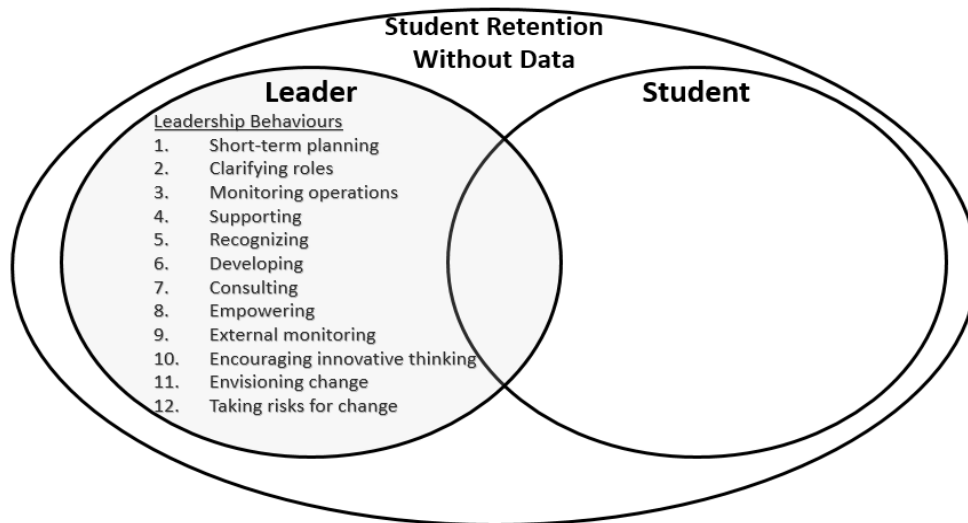 Student Retention
Without Data
Leader
Student
Leadership Behaviours
1. Short-term planning
2. Clarifying roles
3. Monitoring operations
4. Supporting
5. Recognizing
6. Developing
7. Consulting
8. Empowering
9. External monitoring
10. Encouraging innovative thinking
11. Envisioning change
12. Taking risks for change